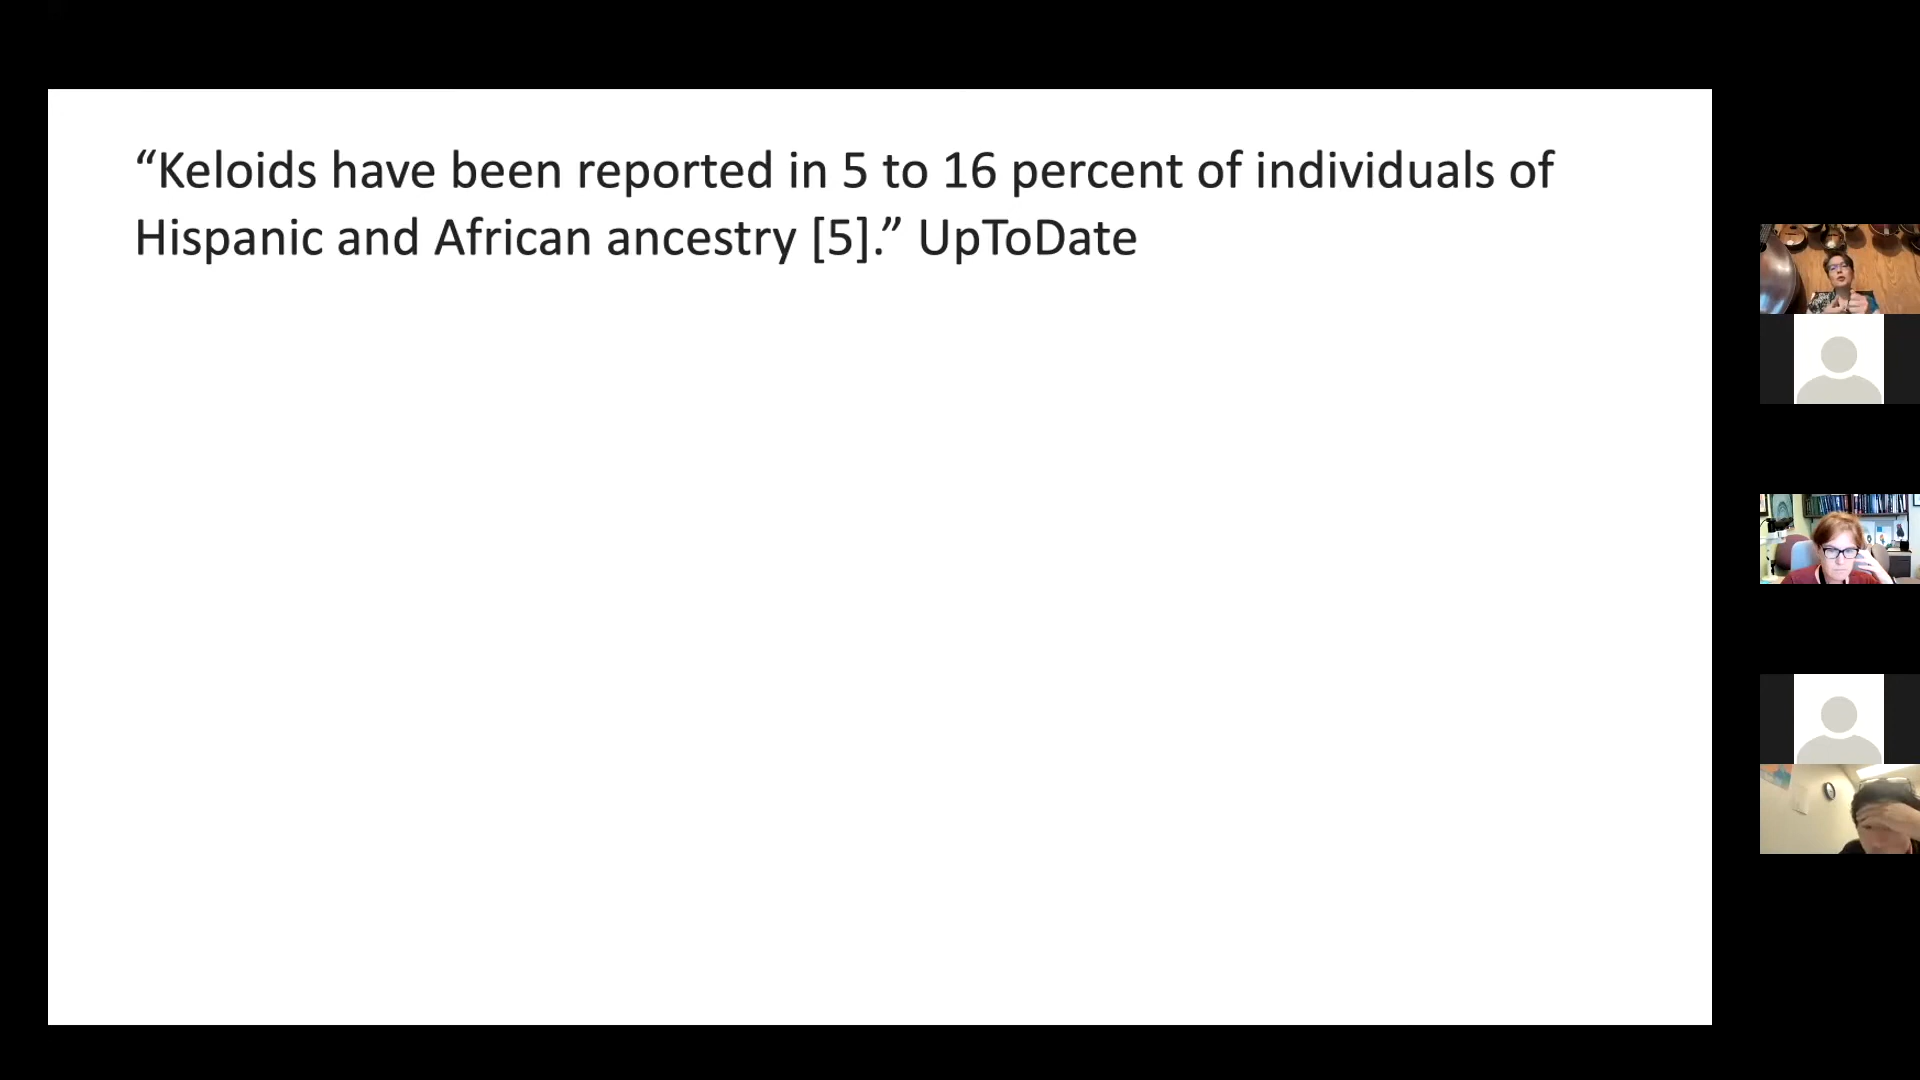 “Keloids have been reported in 5 to 16 percent of individuals of
Hispanic and African ancestry [5].” UpToDate